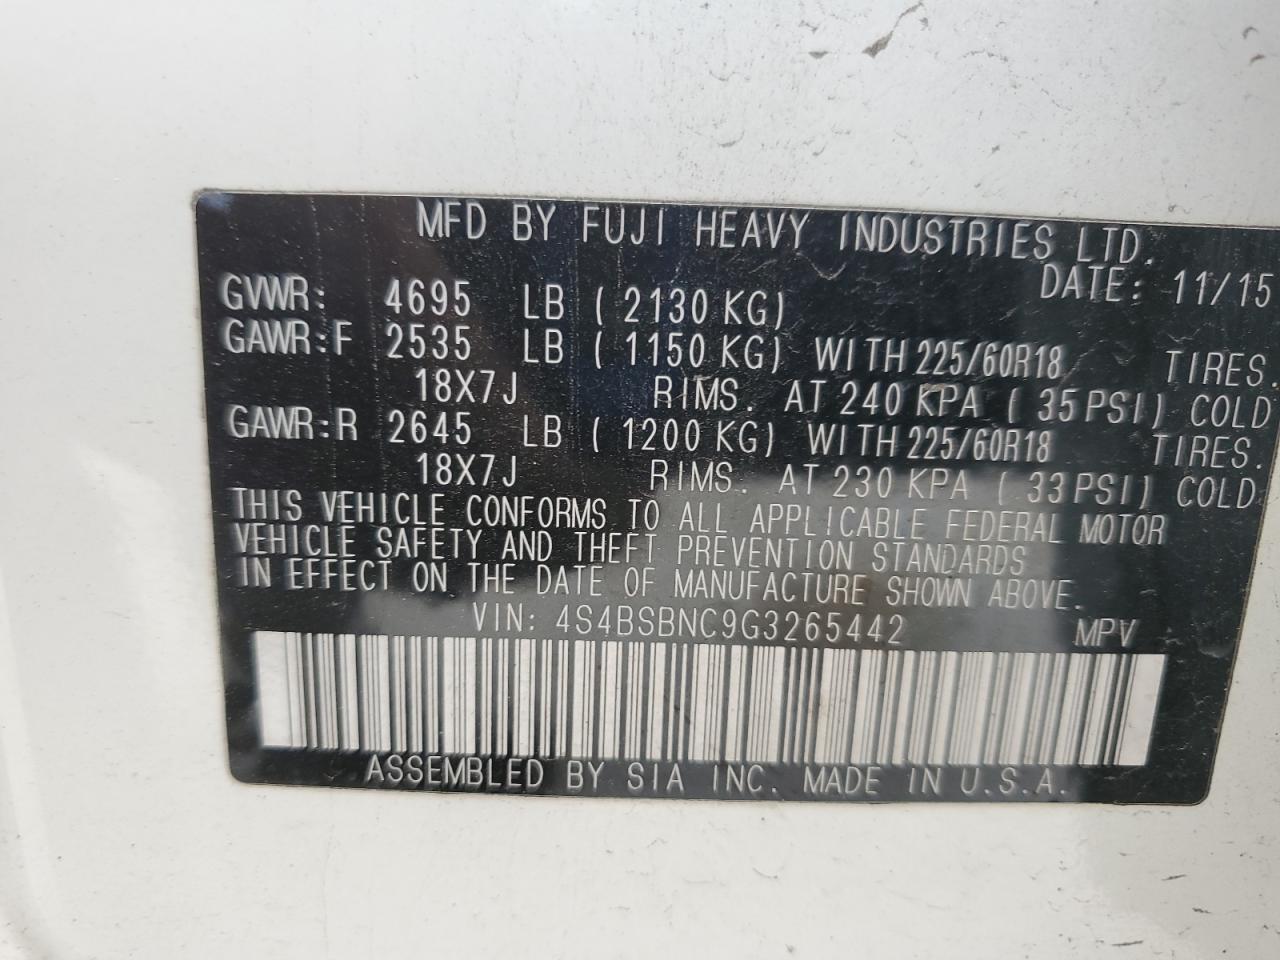 MFD BY FUJI HEAVY INDUSTRIES LTD.
DATE: 11/15
GVWR: 4695 LB ( 2130 KG)
GAWR:F 2535 LB ( 1150 KG) WITH 225/60R18 TIRES.
18X7J RIMS. AT 240 KPA ( 35 PSI) COLD
GAWR:R 2645 LB ( 1200 KG) WITH 225/60R18 TIRES.
18X7J RIMS. AT 230 KPA ( 33 PSI) COLD
THIS VEHICLE CONFORMS TO ALL APPLICABLE FEDERAL MOTOR
VEHICLE SAFETY AND THEFT PREVENTION STANDARDS
IN EFFECT ON THE DATE OF MANUFACTURE SHOWN ABOVE.
VIN: 4S4BSBNC9G3265442 MPV
ASSEMBLED BY SIA INC. MADE IN U.S.A.